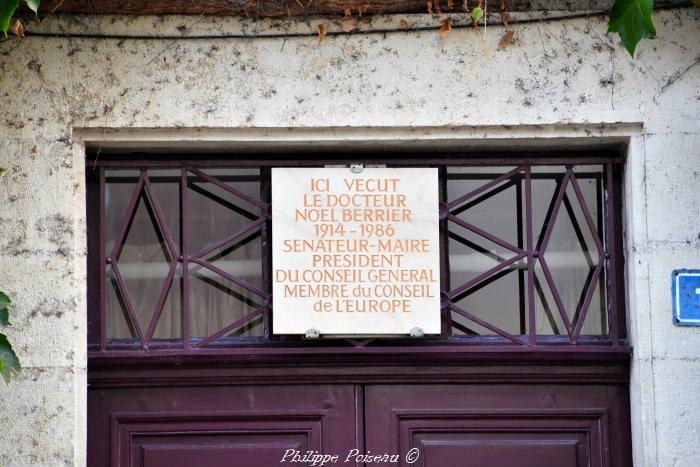 ICI VECUT
LE DOCTEUR
NOEL BERRIER
1914-1986
SENATEUR-MAIRE
PRESIDENT
DU CONSEIL GENERAL
MEMBRE du CONSEIL
de L'EUROPE
Philippe Poiseau ©